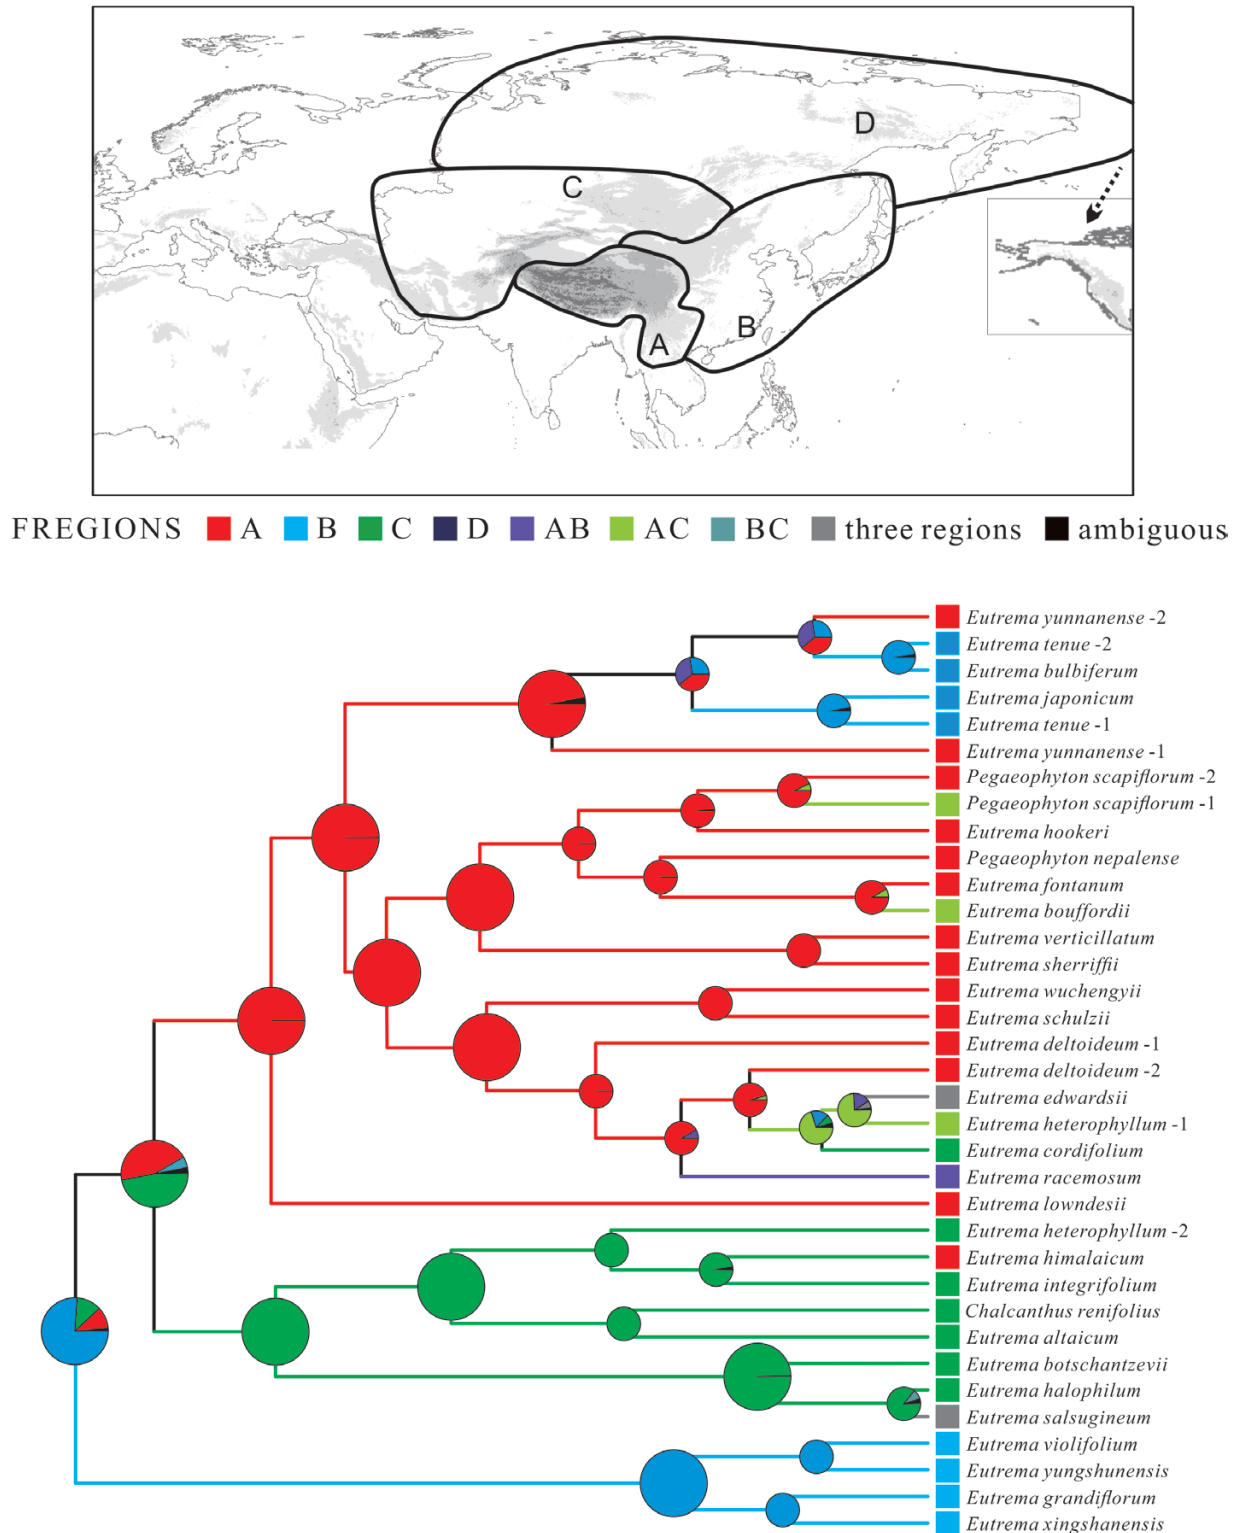 D
C
B
A
FREGIONS A B C D AB AC BC three regions ambiguous
Eutrema yunnanense -2
Eutrema tenue -2
Eutrema bulbiferum
Eutrema japonicum
Eutrema tenue -1
Eutrema yunnanense -1
Pegaeophyton scapiflorum -2
Pegaeophyton scapiflorum -1
Eutrema hookeri
Pegaeophyton nepalense
Eutrema fontanum
Eutrema bouffordii
Eutrema verticillatum
Eutrema sherriffii
Eutrema wuchengyii
Eutrema schulzii
Eutrema deltoideum -1
Eutrema deltoideum -2
Eutrema edwardsii
Eutrema heterophyllum -1
Eutrema cordifolium
Eutrema racemosum
Eutrema lowndesii
Eutrema heterophyllum -2
Eutrema himalaicum
Eutrema integrifolium
Chalcanthus renifolius
Eutrema altaicum
Eutrema botschantzevii
Eutrema halophilum
Eutrema salsugineum
Eutrema violifolium
Eutrema yungshunensis
Eutrema grandiflorum
Eutrema xingshanensis